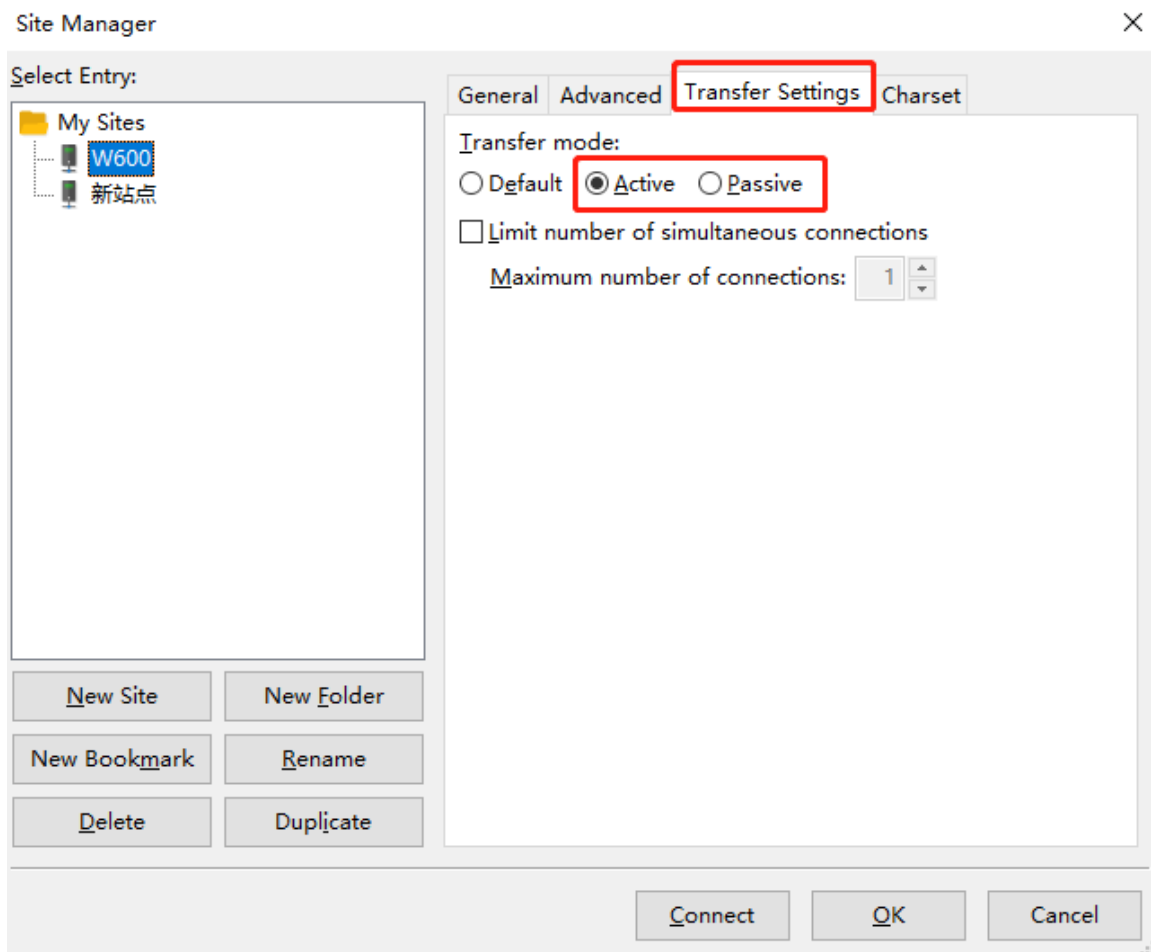 Site Manager
Select Entry:
My Sites
W600
新站点
New Site
New Folder
New Bookmark
Rename
Delete
Duplicate
General Advanced Transfer Settings Charset
Transfer mode:
Default Active Passive
Limit number of simultaneous connections
Maximum number of connections: 1
Connect OK Cancel